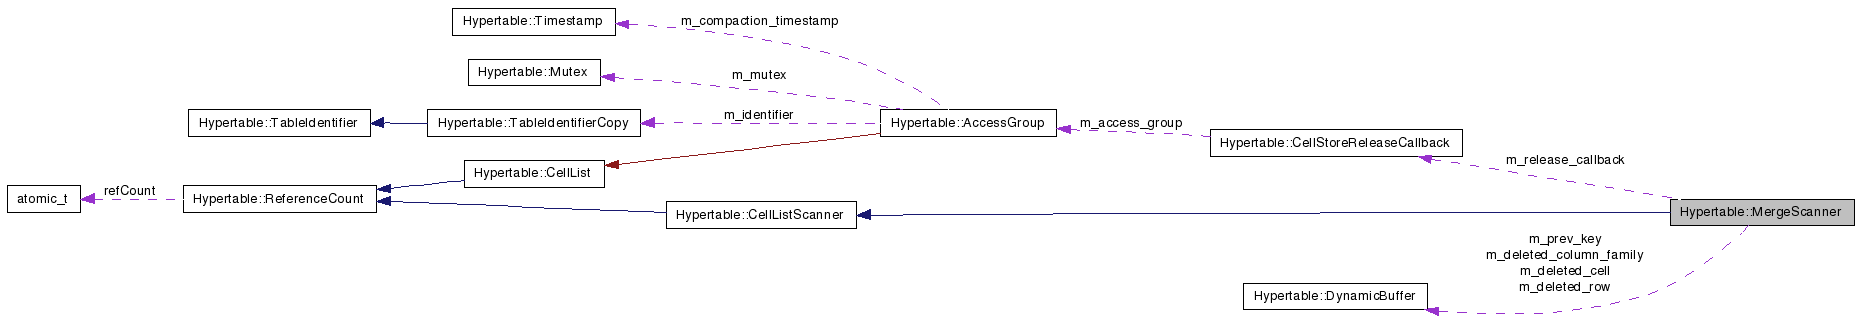 Hypertable::Timestamp
m_compaction_timestamp
Hypertable::Mutex
m_mutex
Hypertable::TableIdentifier
Hypertable::TableIdentifierCopy
m_identifier
Hypertable::AccessGroup
m_access_group
Hypertable::CellStoreReleaseCallback
m_release_callback
Hypertable::CellList
atomic_t
refCount
Hypertable::ReferenceCount
Hypertable::CellListScanner
Hypertable::MergeScanner
m_prev_key
m_deleted_column_family
m_deleted_cell
m_deleted_row
Hypertable::DynamicBuffer